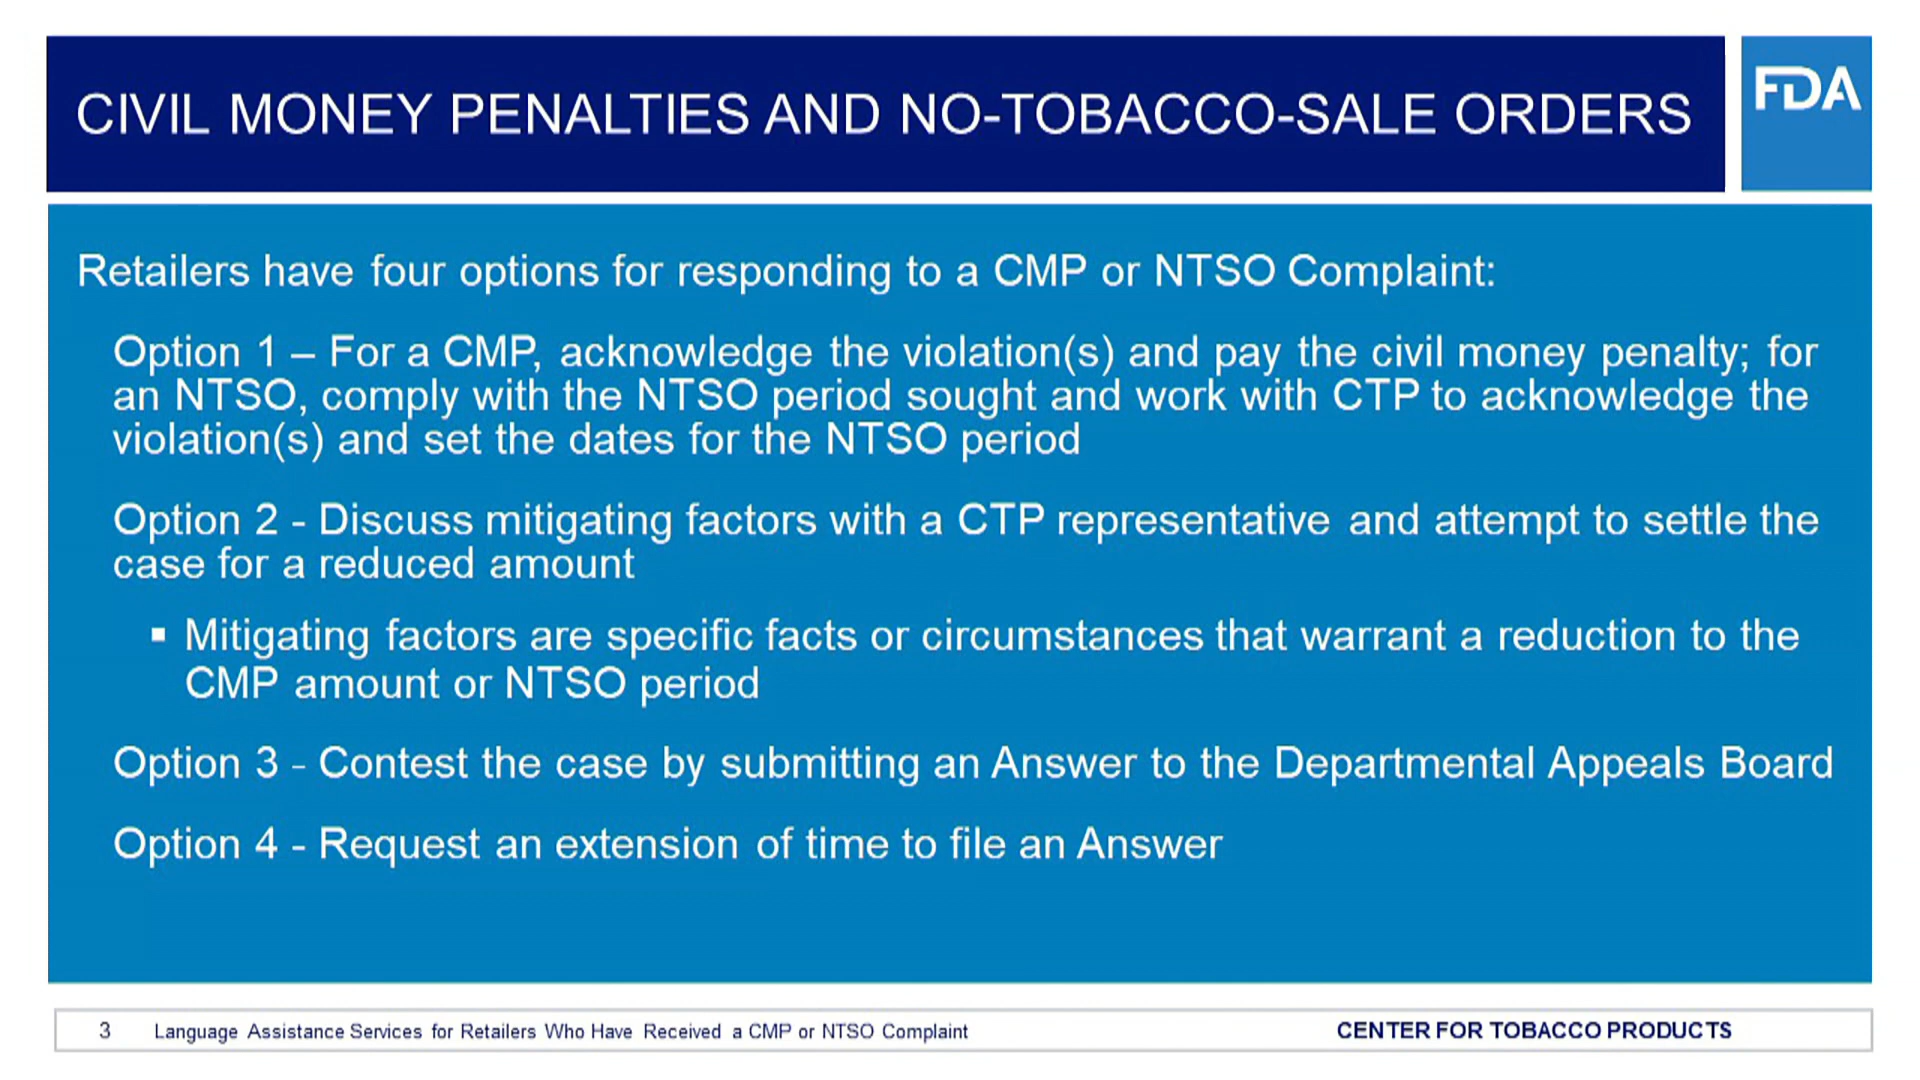 CIVIL MONEY PENALTIES AND NO-TOBACCO-SALE ORDERS
FDA
Retailers have four options for responding to a CMP or NTSO Complaint:
Option 1 – For a CMP, acknowledge the violation(s) and pay the civil money penalty; for
an NTSO, comply with the NTSO period sought and work with CTP to acknowledge the
violation(s) and set the dates for the NTSO period
Option 2 - Discuss mitigating factors with a CTP representative and attempt to settle the
case for a reduced amount
▪ Mitigating factors are specific facts or circumstances that warrant a reduction to the
CMP amount or NTSO period
Option 3 - Contest the case by submitting an Answer to the Departmental Appeals Board
Option 4 - Request an extension of time to file an Answer
3 Language Assistance Services for Retailers Who Have Received a CMP or NTSO Complaint
CENTER FOR TOBACCO PRODUCTS